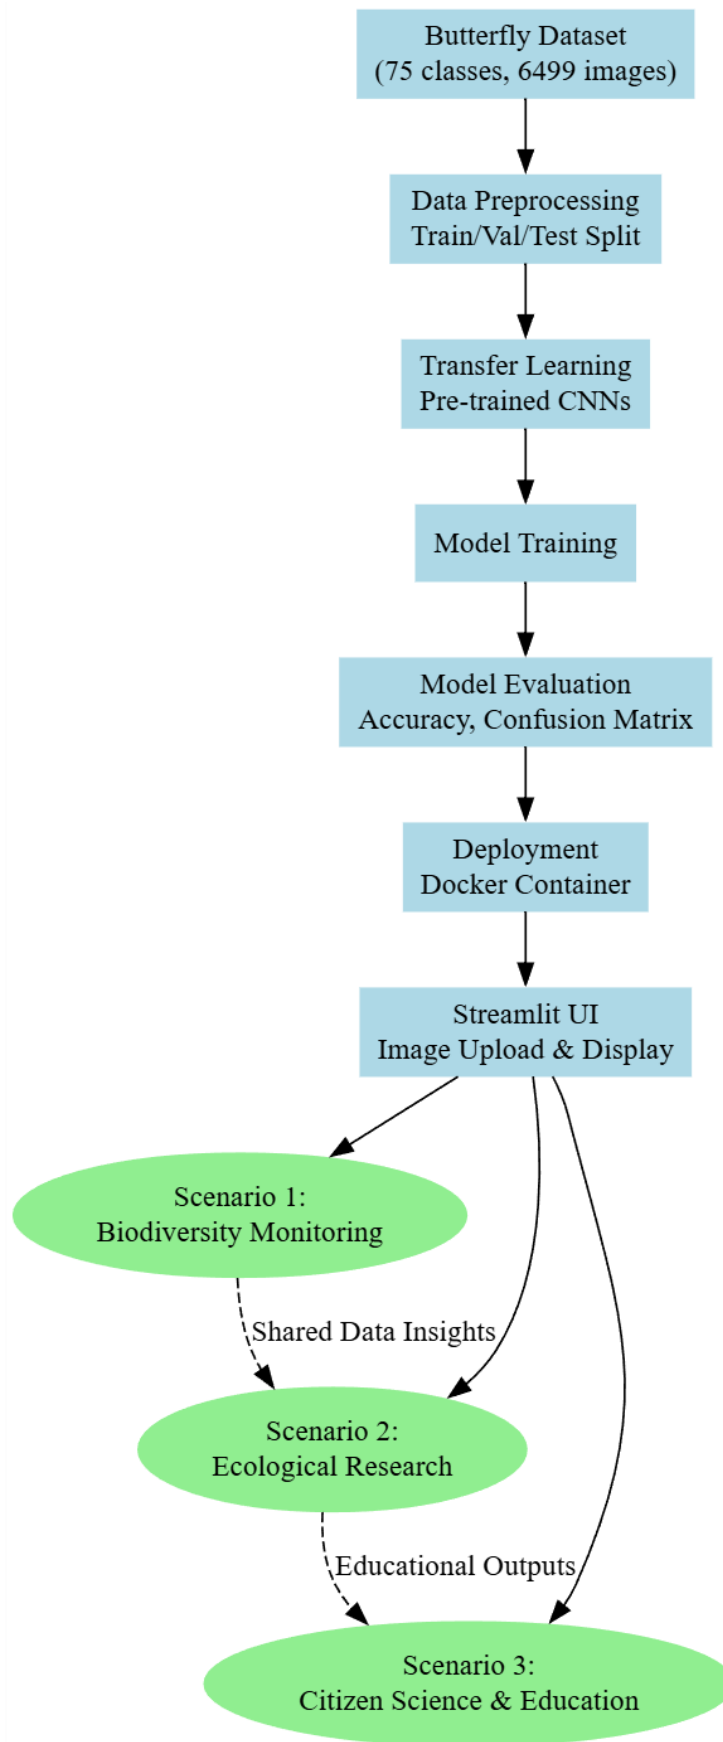 Butterfly Dataset
(75 classes, 6499 images)
Data Preprocessing
Train/Val/Test Split
Transfer Learning
Pre-trained CNNs
Model Training
Model Evaluation
Accuracy, Confusion Matrix
Deployment
Docker Container
Streamlit UI
Image Upload & Display
Scenario 1:
Biodiversity Monitoring
Shared Data Insights
Scenario 2:
Ecological Research
Educational Outputs
Scenario 3:
Citizen Science & Education